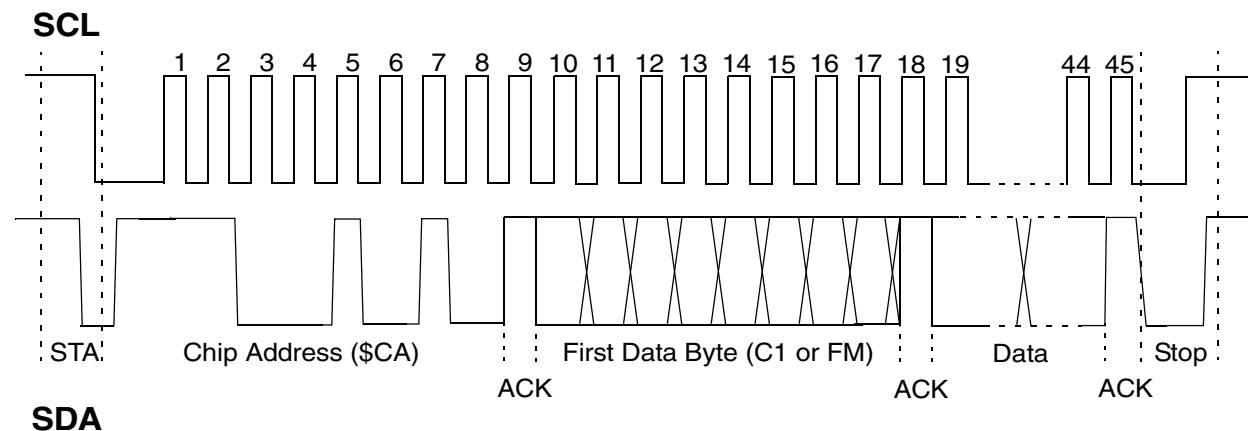 SCL
1 2 3 4 5 6 7 8 9 10 11 12 13 14 15 16 17 18 19 44 45
STA Chip Address ($CA) First Data Byte (C1 or FM) Data Stop
ACK ACK ACK
SDA